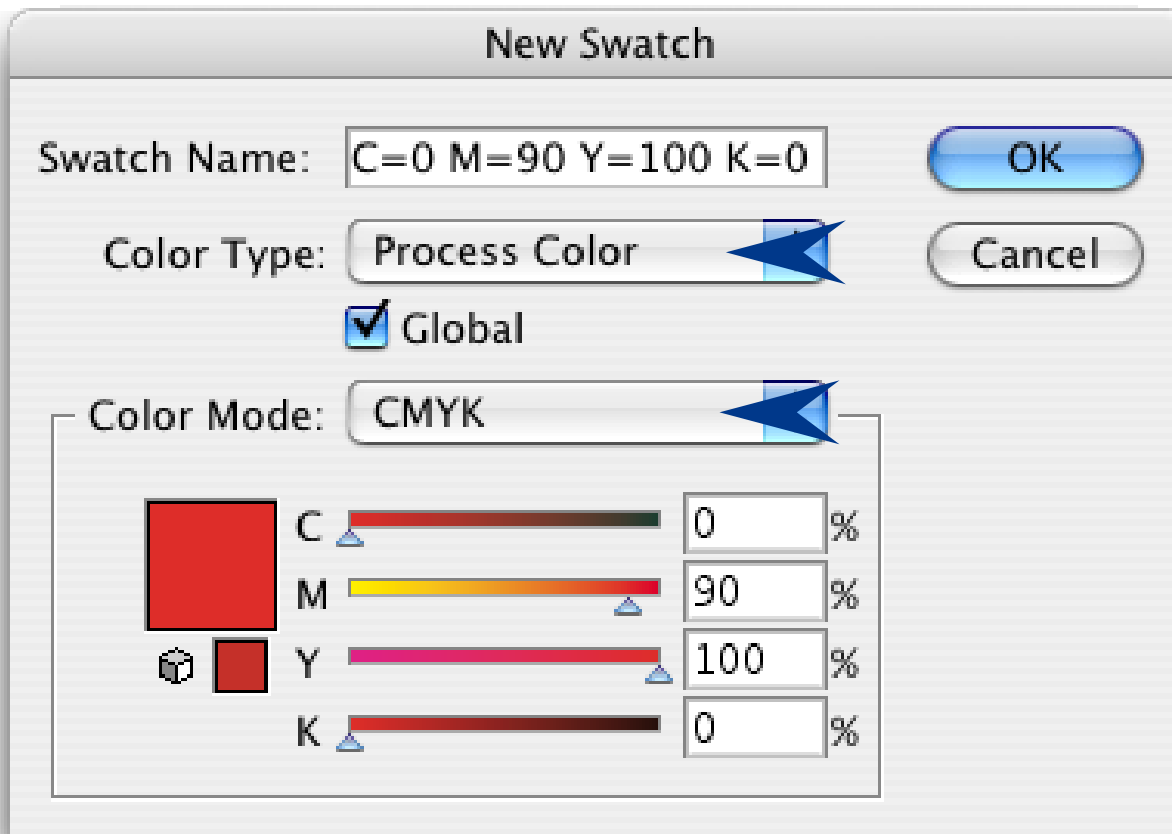 New Swatch
Swatch Name: C=0 M=90 Y=100 K=0 OK
Color Type: Process Color Cancel
Global
Color Mode: CMYK
C 0 %
M 90 %
Y 100 %
K 0 %